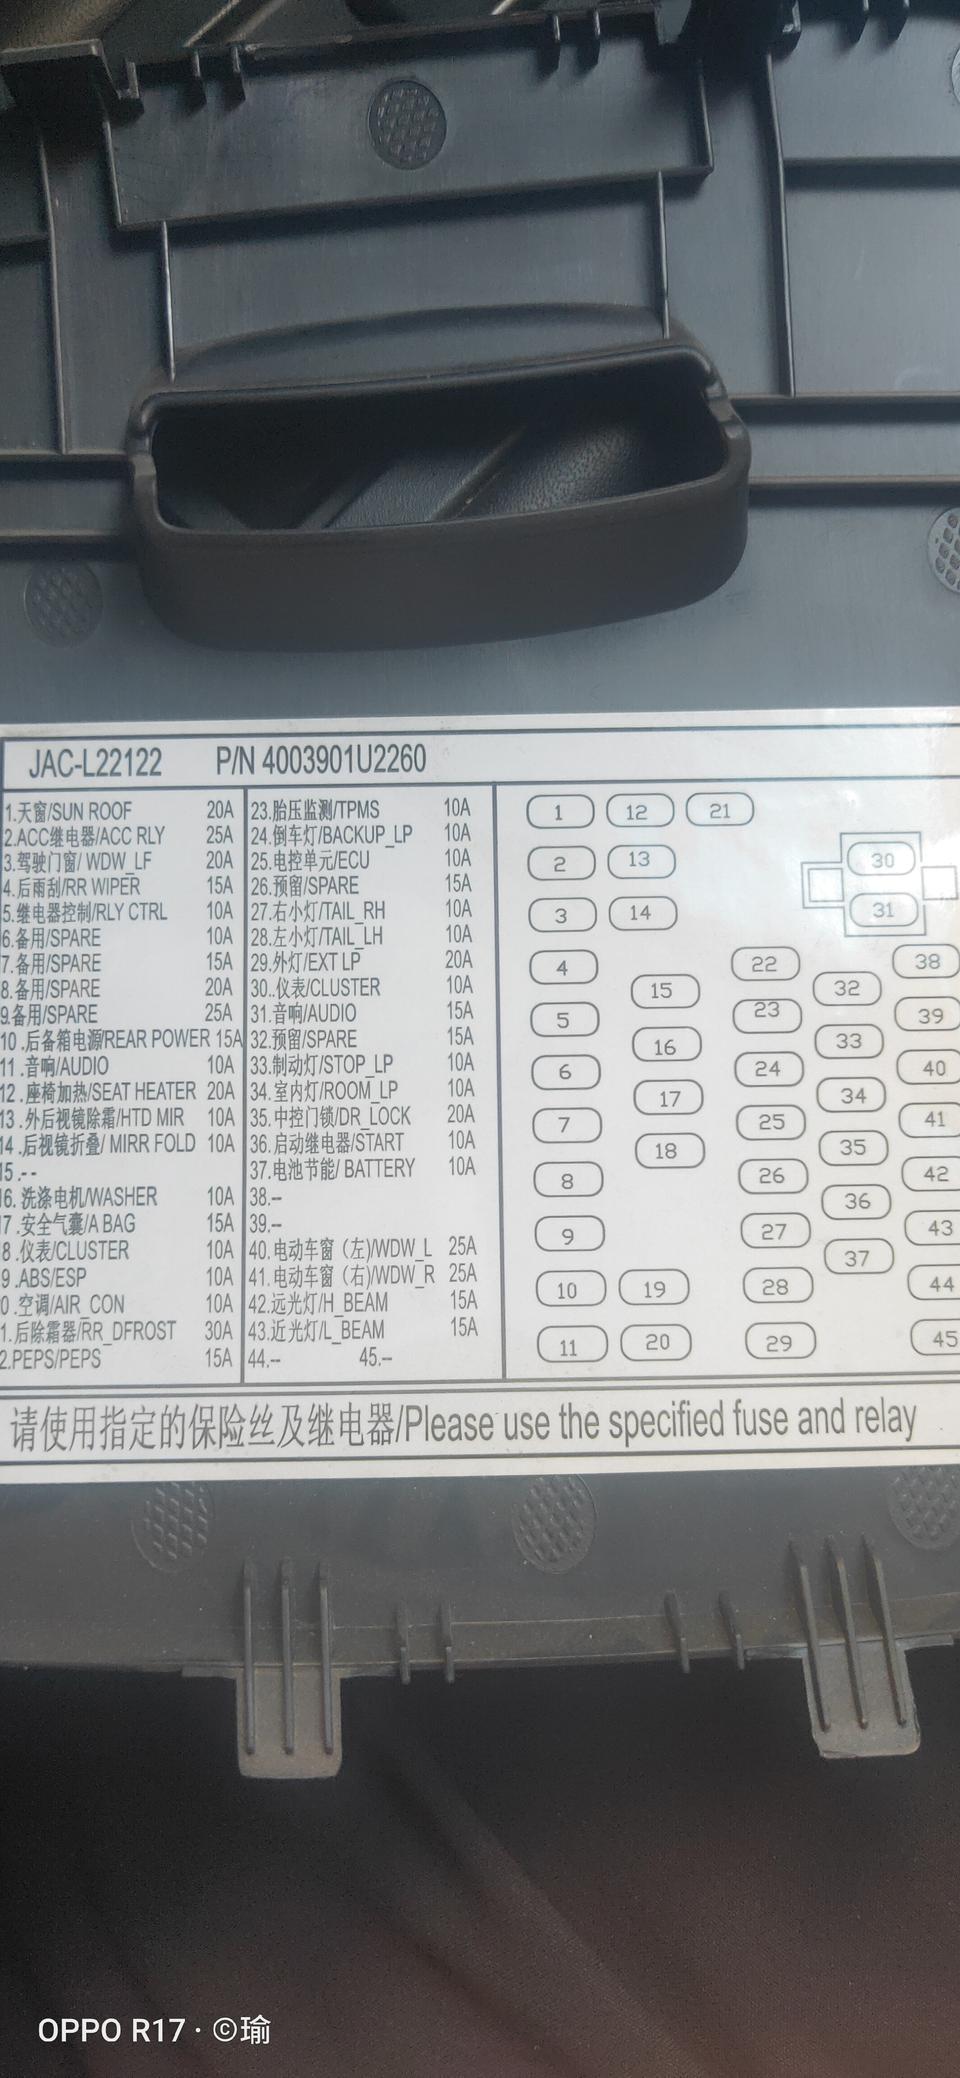 JAC-L22122 P/N 4003901U2260
1.天窗/SUN ROOF 20A
2.ACC继电器/ACC RLY 25A
3.驾驶门窗/ WDW_LF 20A
4.后雨刮/RR WIPER 15A
5.继电器控制/RLY CTRL 10A
6.备用/SPARE 10A
7.备用/SPARE 15A
8.备用/SPARE 20A
9.备用/SPARE 25A
10 .后备箱电源/REAR POWER 15A
11 .音响/AUDIO 10A
12 .座椅加热/SEAT HEATER 20A
13 .外后视镜除霜/HTD MIR 10A
14 .后视镜折叠/ MIRR FOLD 10A
15 .--
16. 洗涤电机/WASHER 10A
17 .安全气囊/A BAG 15A
8 .仪表/CLUSTER 10A
9 .ABS/ESP 10A
0 .空调/AIR_CON 10A
1.后除霜器/RR_DFROST 30A
2.PEPS/PEPS 15A
23.胎压监测/TPMS 10A
24.倒车灯/BACKUP_LP 10A
25.电控单元/ECU 10A
26.预留/SPARE 15A
27.右小灯/TAIL_RH 10A
28.左小灯/TAIL_LH 10A
29.外灯/EXT LP 20A
30..仪表/CLUSTER 10A
31.音响/AUDIO 15A
32.预留/SPARE 15A
33.制动灯/STOP_LP 10A
34.室内灯/ROOM_LP 10A
35.中控门锁/DR_LOCK 20A
36.启动继电器/START 10A
37.电池节能/ BATTERY 10A
38.--
39.--
40.电动车窗（左)/WDW_L 25A
41.电动车窗（右)/WDW_R 25A
42.远光灯/H_BEAM 15A
43.近光灯/L_BEAM 15A
44.-- 45.--
1 12 21
2 13 30
3 14 31
4 22 38
15 32
5 23 39
16 33
6 24 40
17 34
7 25 41
18 35
8 26 42
36
9 27 43
37
10 19 28 44
11 20 29 45
请使用指定的保险丝及继电器/Please use the specified fuse and relay
OPPO R17 · ©瑜